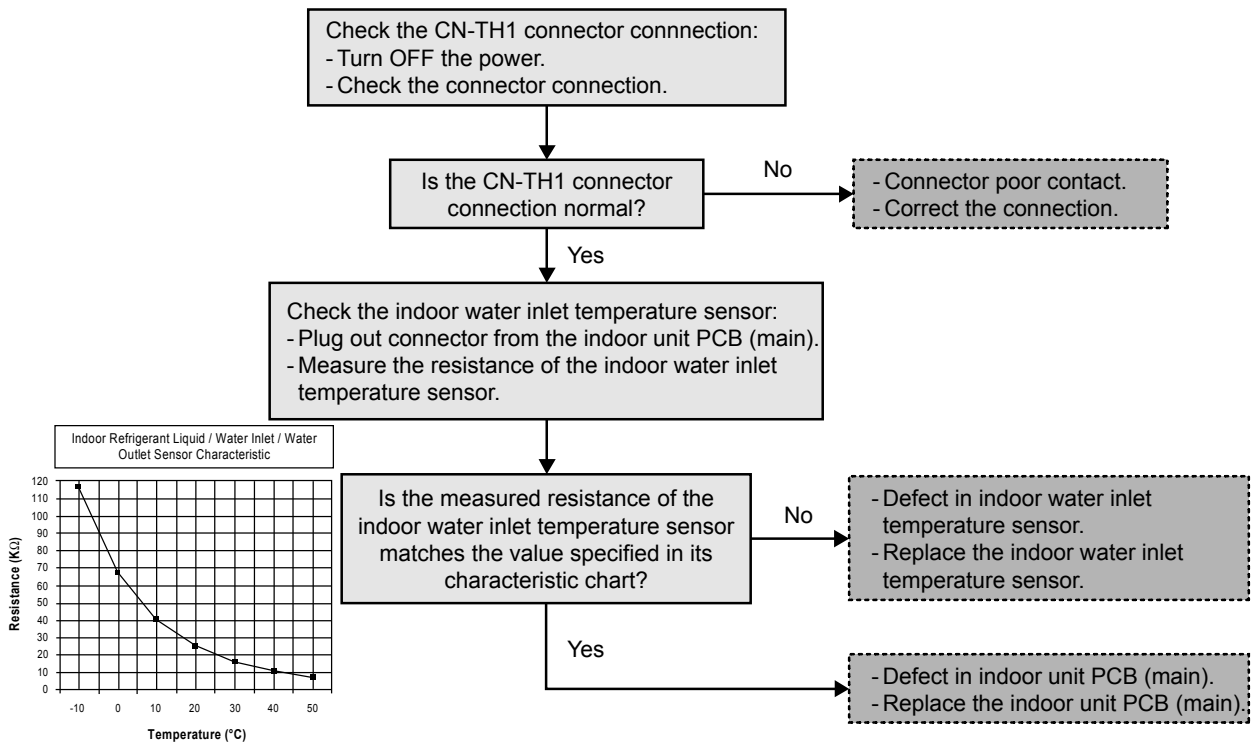 Check the CN-TH1 connector connnection:
- Turn OFF the power.
- Check the connector connection.
Is the CN-TH1 connector
connection normal?
No
- Connector poor contact.
- Correct the connection.
Yes
Check the indoor water inlet temperature sensor:
- Plug out connector from the indoor unit PCB (main).
- Measure the resistance of the indoor water inlet
temperature sensor.
Indoor Refrigerant Liquid / Water Inlet / Water
Outlet Sensor Characteristic
Resistance (KΩ)
120
110
100
90
80
70
60
50
40
30
20
10
0
-10 0 10 20 30 40 50
Temperature (°C)
Is the measured resistance of the
indoor water inlet temperature sensor
matches the value specified in its
characteristic chart?
No
- Defect in indoor water inlet
temperature sensor.
- Replace the indoor water inlet
temperature sensor.
Yes
- Defect in indoor unit PCB (main).
- Replace the indoor unit PCB (main).